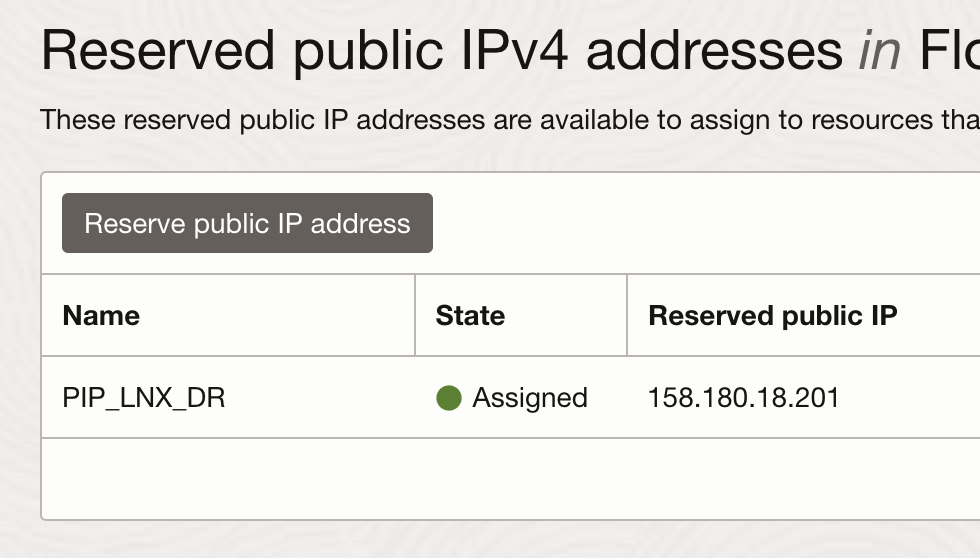 Reserved public IPv4 addresses in Flo
These reserved public IP addresses are available to assign to resources tha
Reserve public IP address
Name State Reserved public IP
PIP_LNX_DR Assigned 158.180.18.201